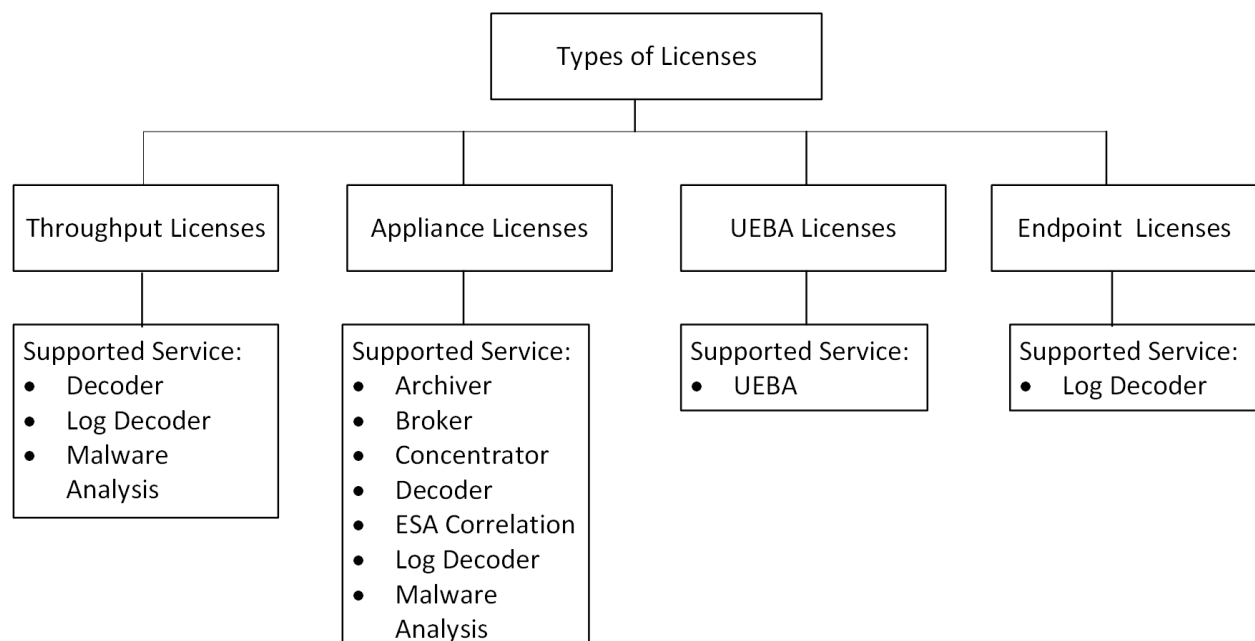 Types of Licenses
Throughput Licenses
Appliance Licenses
UEBA Licenses
Endpoint Licenses
Supported Service:
• Decoder
• Log Decoder
• Malware
Analysis
Supported Service:
• Archiver
• Broker
• Concentrator
• Decoder
• ESA Correlation
• Log Decoder
• Malware
Analysis
Supported Service:
• UEBA
Supported Service:
• Log Decoder